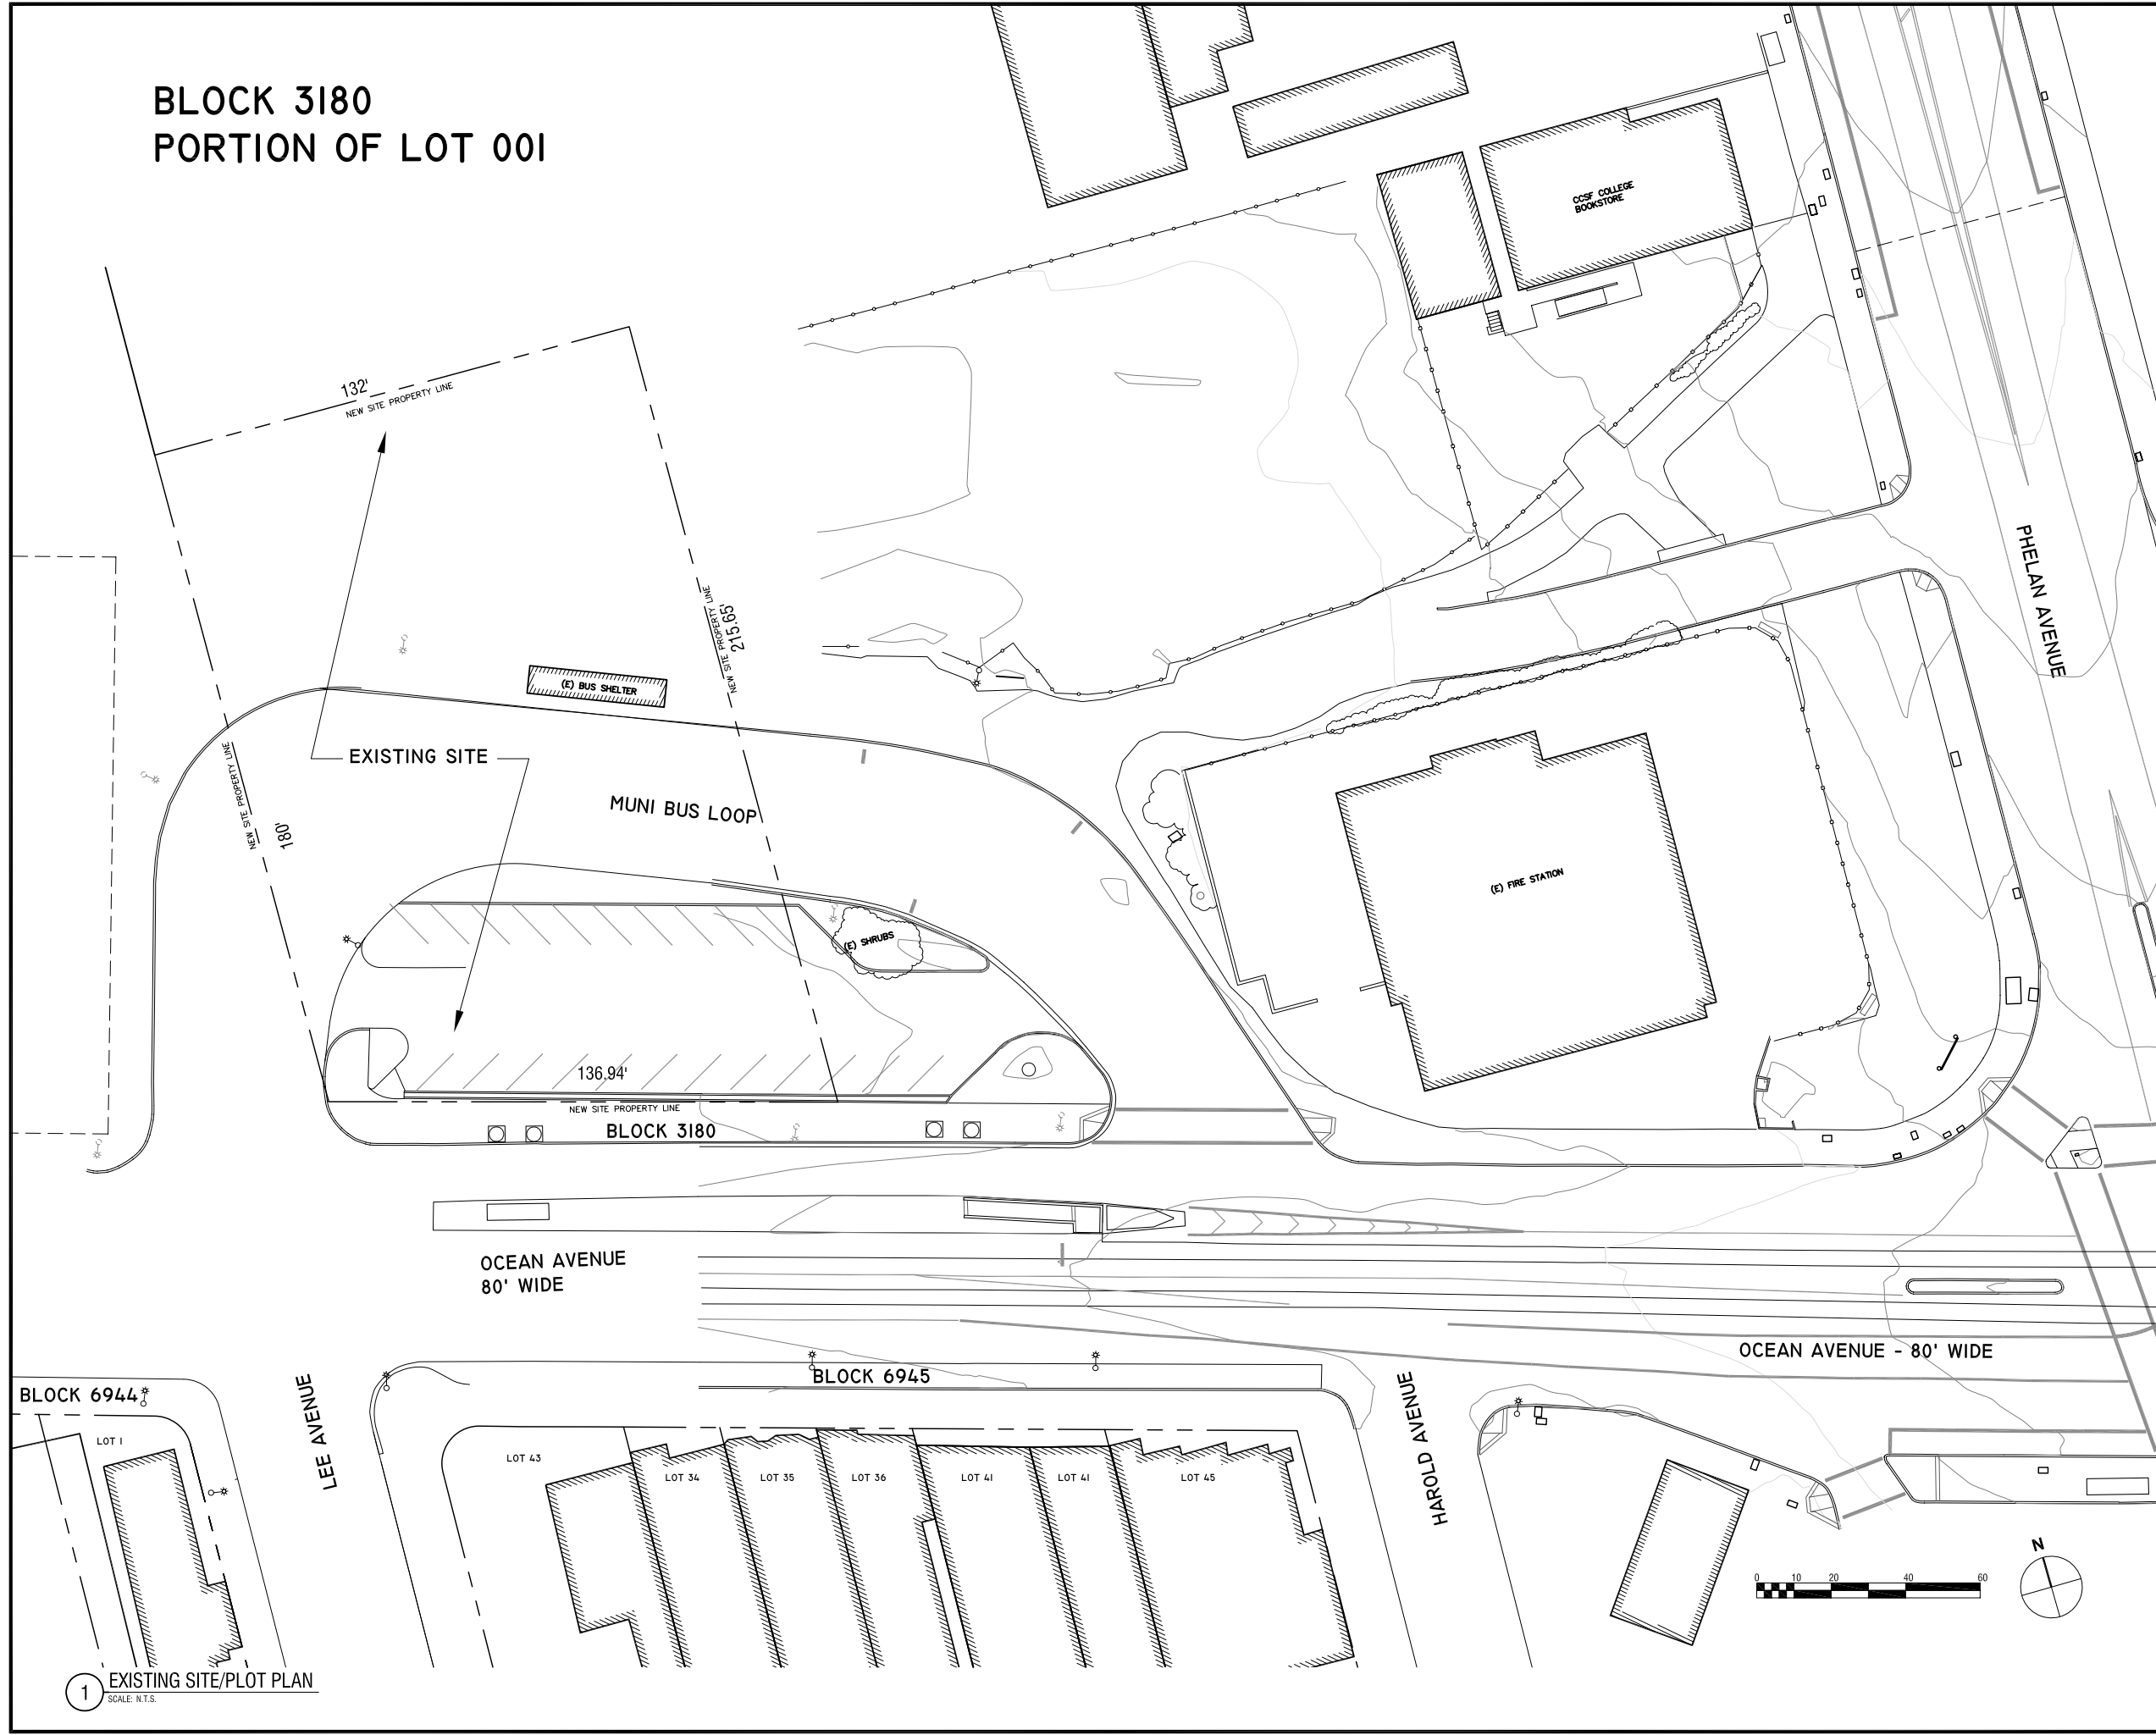 BLOCK 3180
PORTION OF LOT 001
CCSF COLLEGE
BOOKSTORE
132'
NEW SITE PROPERTY LINE
PHELAN AVENUE
NEW SITE PROPERTY LINE
215.65'
(E) BUS SHELTER
EXISTING SITE
NEW SITE PROPERTY LINE
180'
MUNI BUS LOOP
(E) FIRE STATION
(E) SHRUBS
136.94'
NEW SITE PROPERTY LINE
BLOCK 3180
OCEAN AVENUE
80' WIDE
OCEAN AVENUE - 80' WIDE
BLOCK 6945
BLOCK 6944
LEE AVENUE
HAROLD AVENUE
LOT 1
LOT 43
LOT 34
LOT 35
LOT 36
LOT 41
LOT 41
LOT 45
N
0 10 20 40 60
1 EXISTING SITE/PLOT PLAN
SCALE: N.T.S.